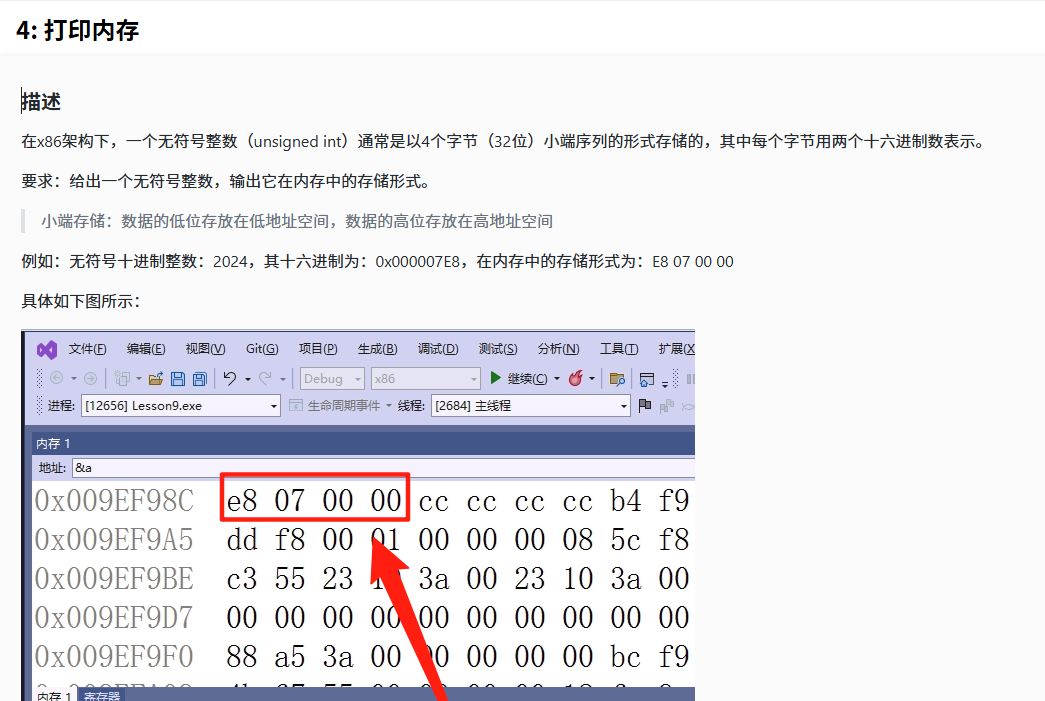 4: 打印内存
描述
在x86架构下，一个无符号整数（unsigned int）通常是以4个字节（32位）小端序列的形式存储的，其中每个字节用两个十六进制数表示。
要求：给出一个无符号整数，输出它在内存中的存储形式。
小端存储：数据的低位存放在低地址空间，数据的高位存放在高地址空间
例如：无符号十进制整数：2024，其十六进制为：0x000007E8，在内存中的存储形式为：E8 07 00 00
具体如下图所示：
文件(F) 编辑(E) 视图(V) Git(G) 项目(P) 生成(B) 调试(D) 测试(S) 分析(N) 工具(T) 扩展(X
Debug x86 继续(C)
进程: [12656] Lesson9.exe 生命周期事件 线程: [2684] 主线程
内存 1
地址: &a
0x009EF98C e8 07 00 00 cc cc cc cc b4 f9
0x009EF9A5 dd f8 00 01 00 00 00 08 5c f8
0x009EF9BE c3 55 23 10 3a 00 23 10 3a 00
0x009EF9D7 00 00 00 00 00 00 00 00 00 00
0x009EF9F0 88 a5 3a 00 00 00 00 00 bc f9
内存 1 寄存器